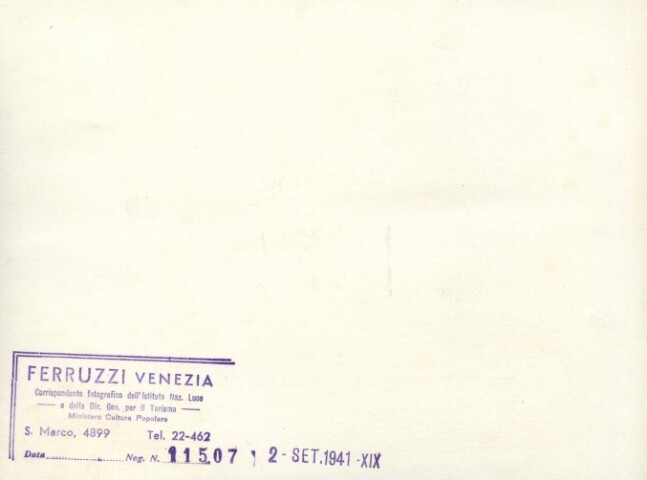 FERRUZZI VENEZIA
Corrispondente fotografico dell'Istituto Naz. Luce
e della Dir. Gen. per il Turismo
Ministero Cultura Popolare
S. Marco, 4899 Tel. 22-462
Data.................. Neg. N. 11507 2 - SET.1941 -XIX